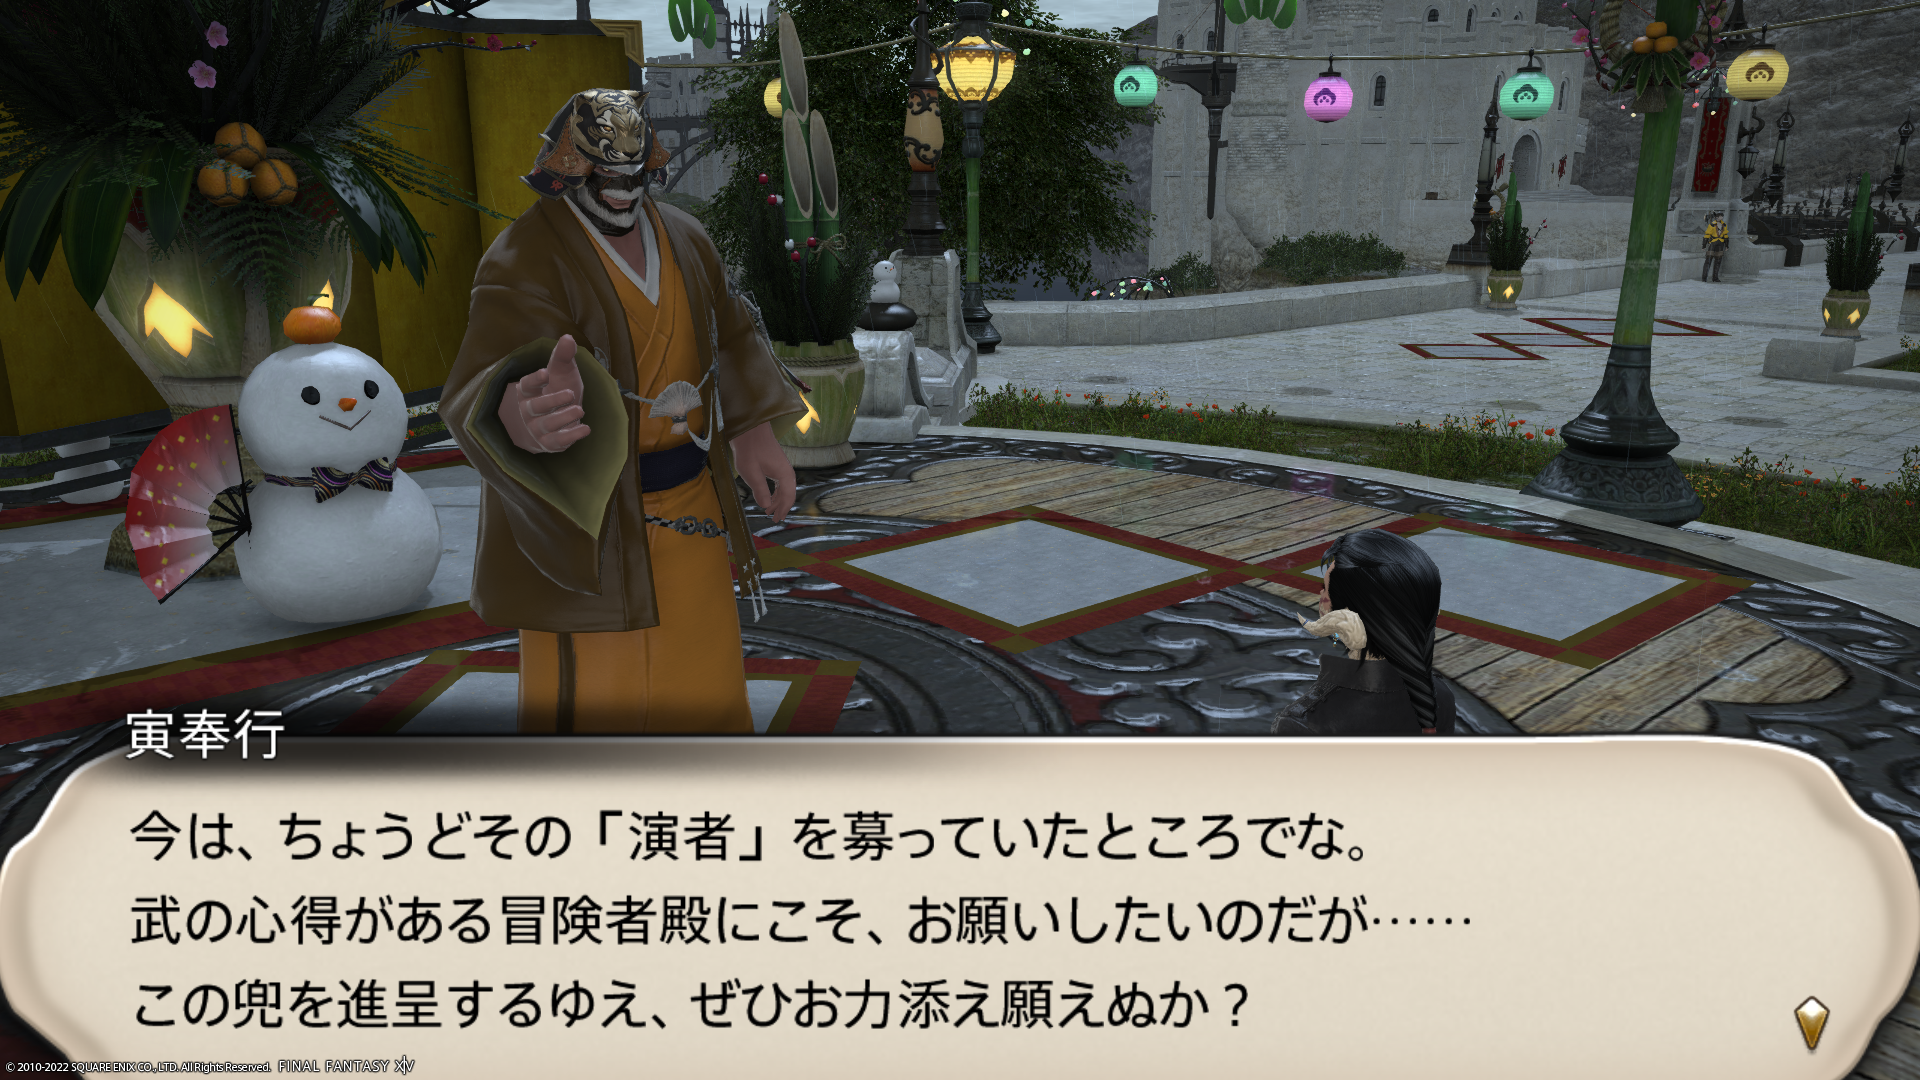 寅奉行
今は、ちょうどその「演者」を募っていたところでな。
武の心得がある冒険者殿にこそ、お願いしたいのだが……
この兜を進呈するゆえ、ぜひお力添え願えぬか？
© 2010-2022 SQUARE ENIX CO., LTD. All Rights Reserved. FINAL FANTASY XIV